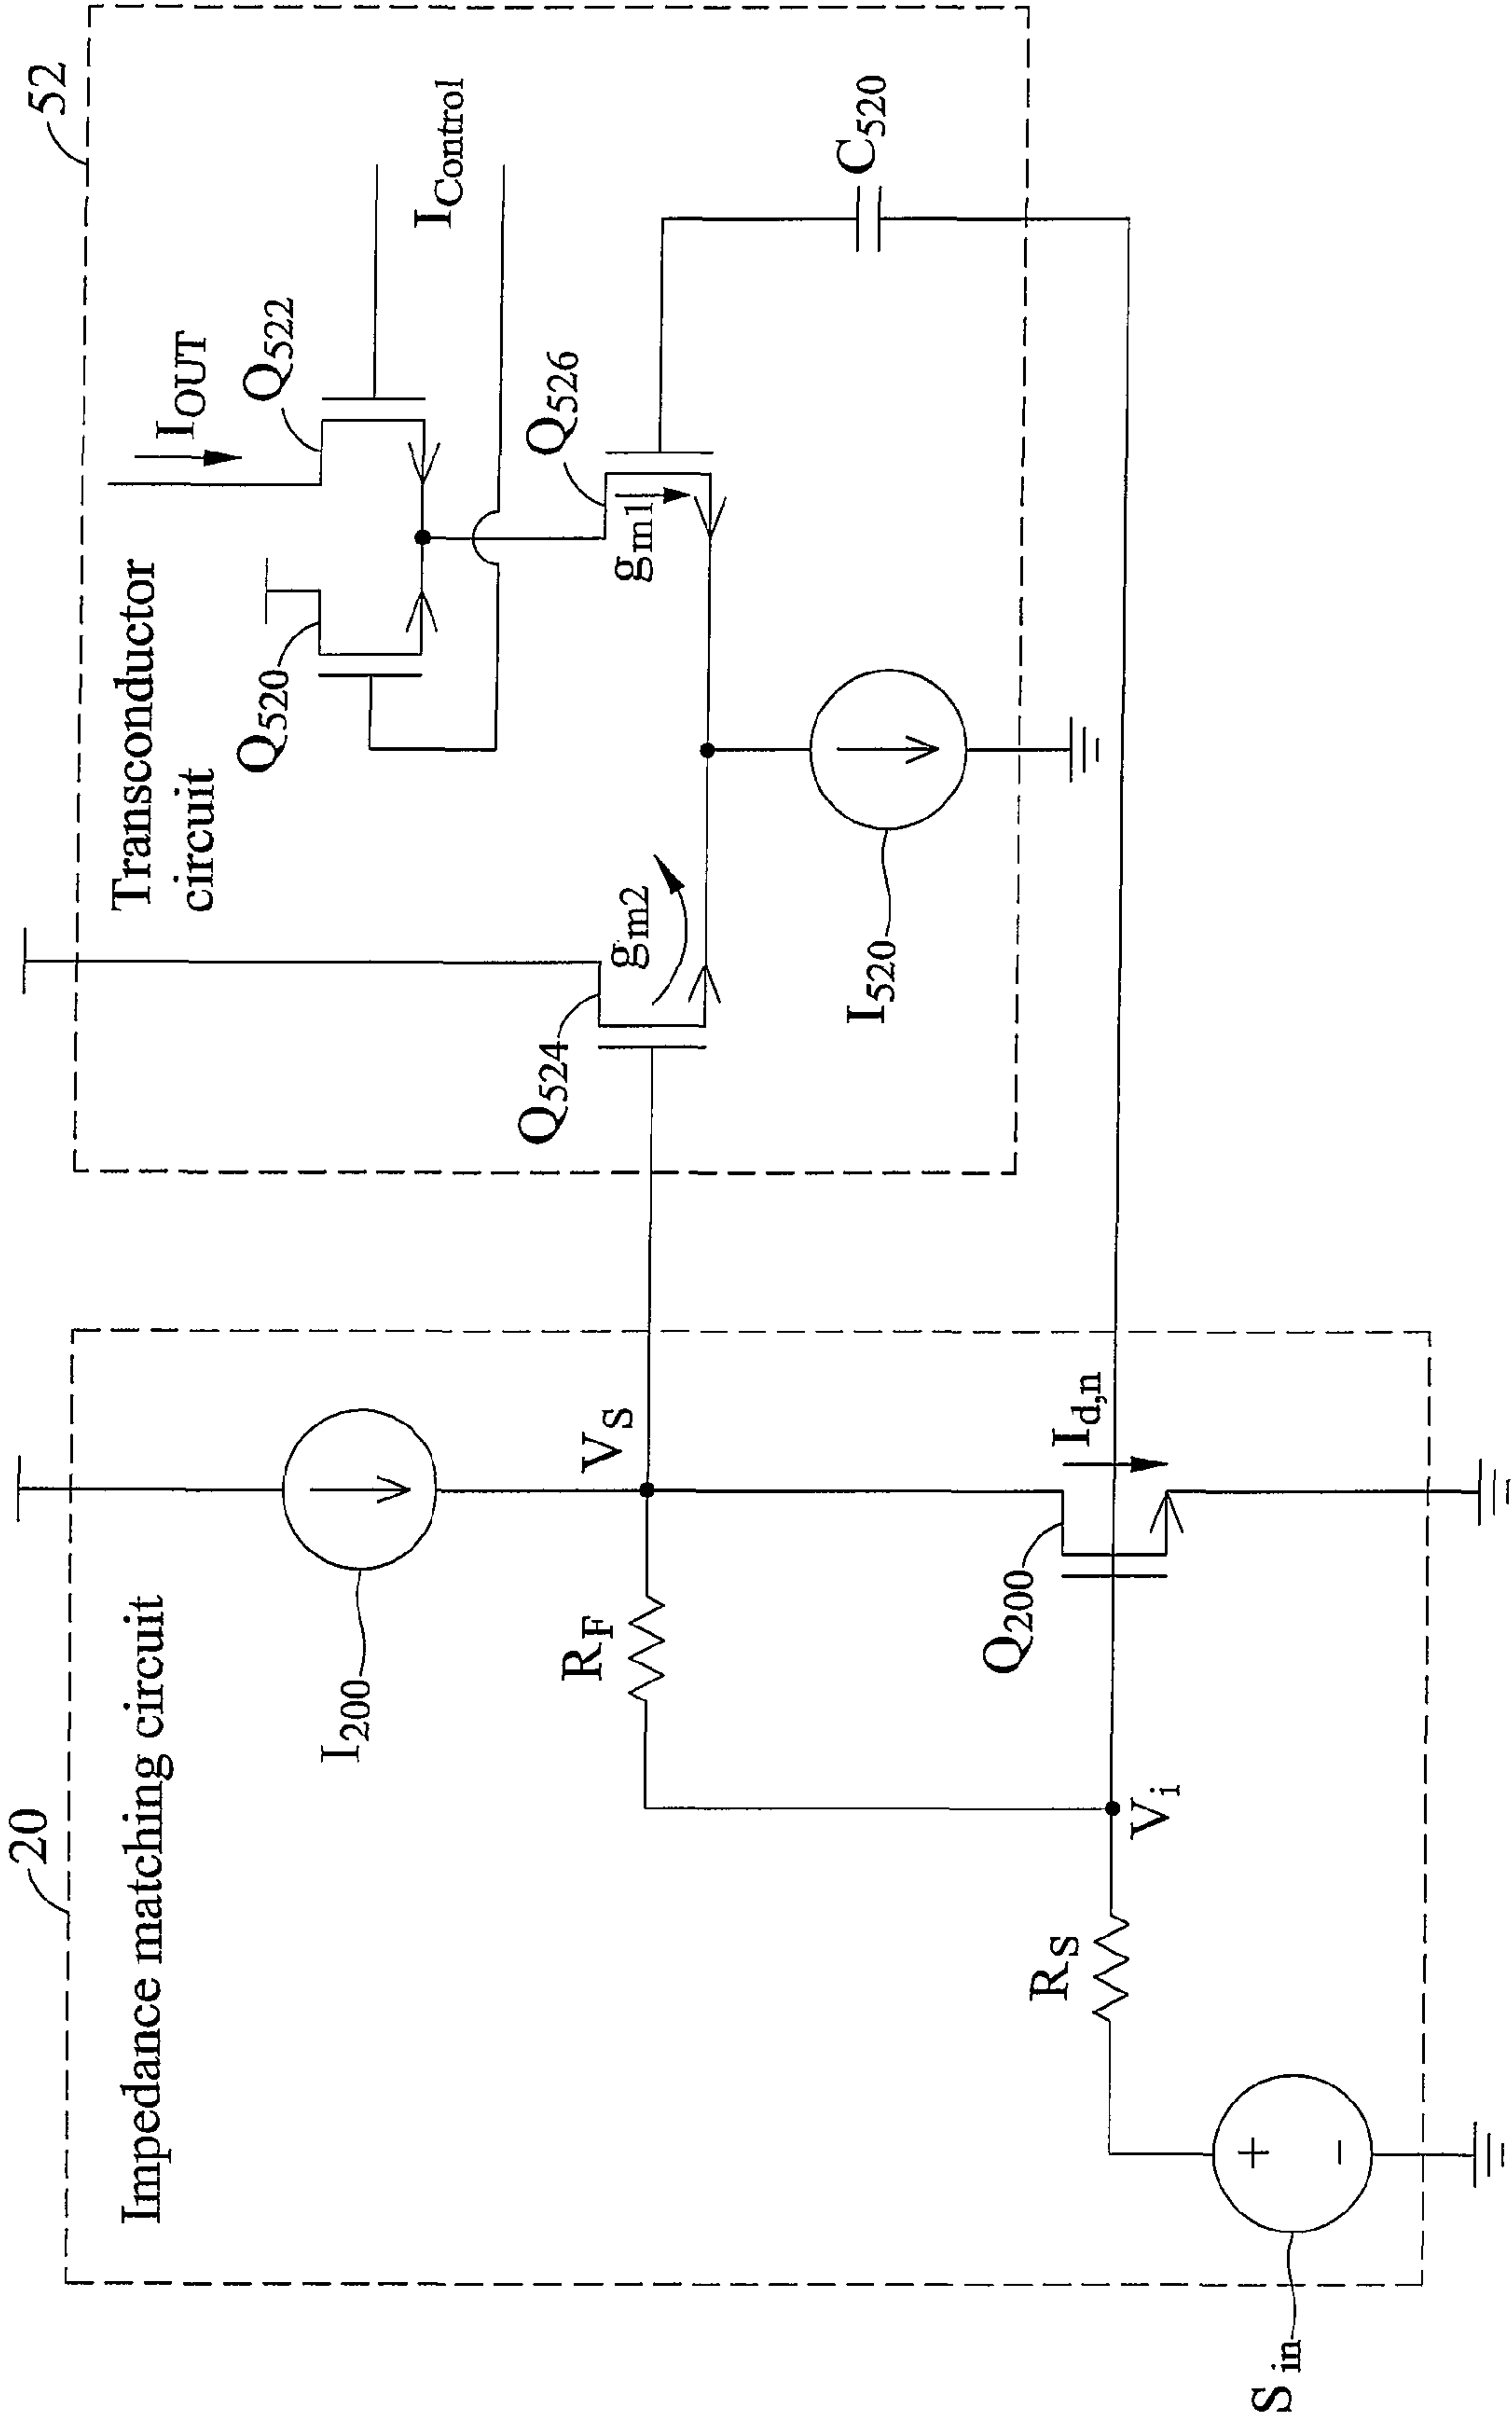 20
Impedance matching circuit
I200
RF
VS
Q200
Id,n
Vi
RS
Sin
+
−
52
Transconductor
circuit
IOUT
Q520
Q522
IControl
Q524
gm2
gm1
Q526
I520
C520